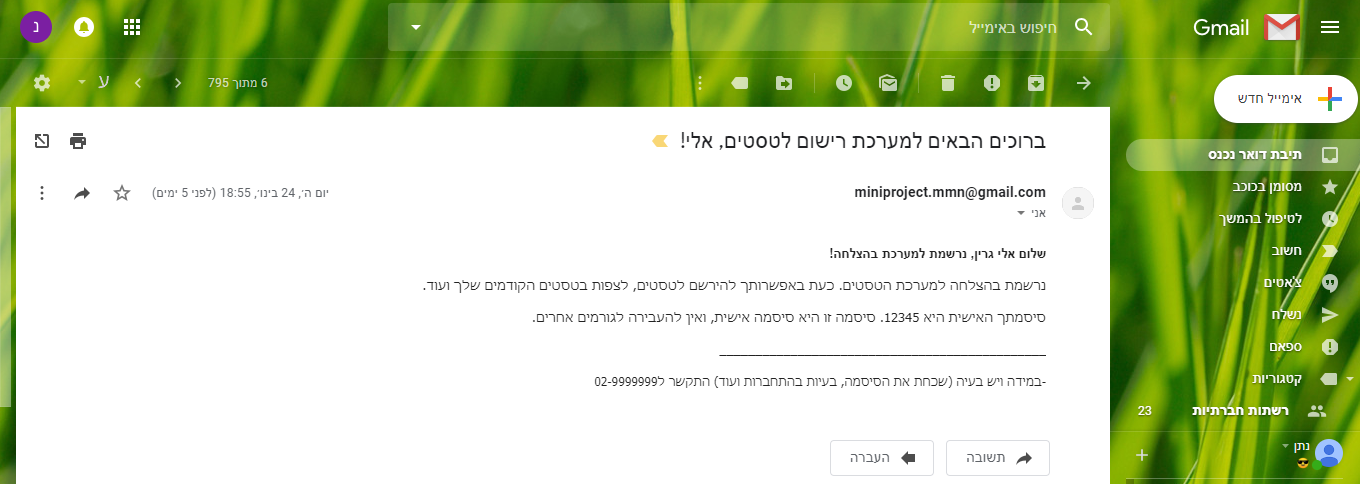 Gmail
חיפוש באימייל
נ
6 מתוך 795
ע
אימייל חדש
תיבת דואר נכנס
מסומן בכוכב
לטיפול בהמשך
חשוב
צ'אטים
נשלח
ספאם
קטגוריות
רשתות חברתיות 23
נתן
ברוכים הבאים למערכת רישום לטסטים, אלי!
miniproject.mmn@gmail.com
יום ה׳, 24 בינו׳, 18:55 (לפני 5 ימים)
אני
שלום אלי גרין, נרשמת למערכת בהצלחה!
נרשמת בהצלחה למערכת הטסטים. כעת באפשרותך להירשם לטסטים, לצפות בטסטים הקודמים שלך ועוד.
סיסמתך האישית היא 12345. סיסמה זו היא סיסמה אישית, ואין להעבירה לגורמים אחרים.
-במידה ויש בעיה (שכחת את הסיסמה, בעיות בהתחברות ועוד) התקשר ל02-9999999
תשובה
העברה